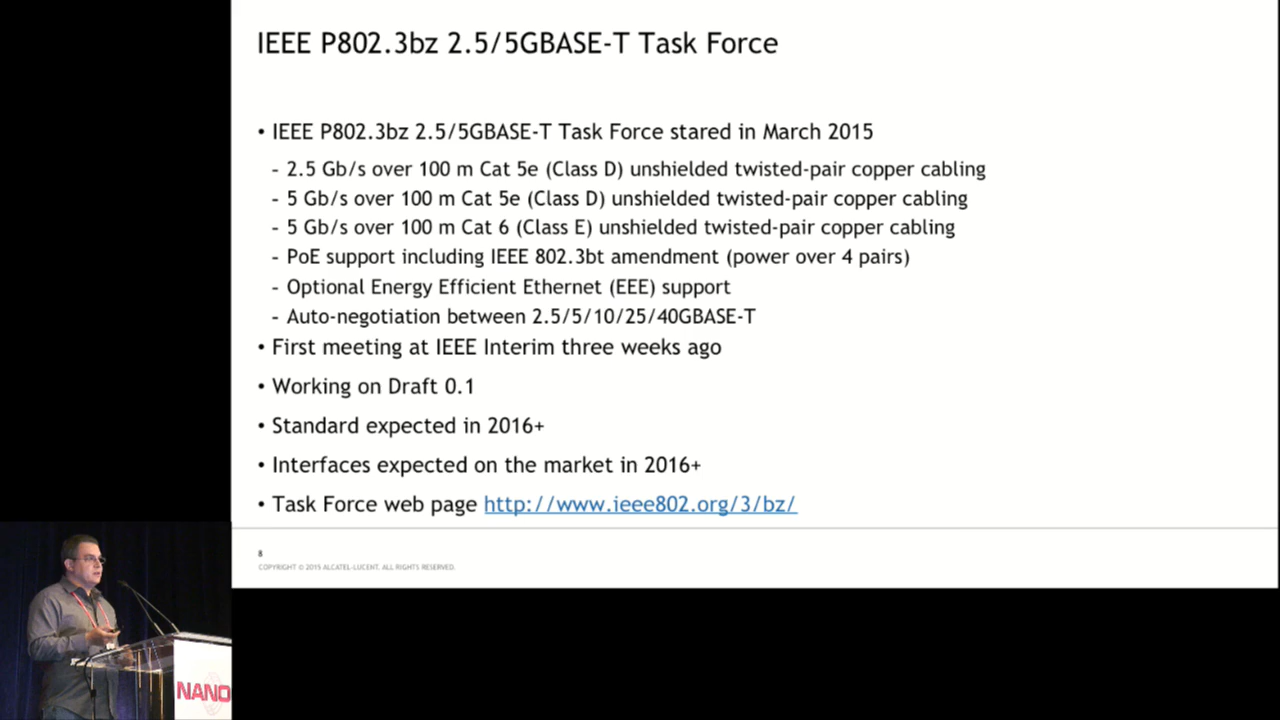 IEEE P802.3bz 2.5/5GBASE-T Task Force
• IEEE P802.3bz 2.5/5GBASE-T Task Force stared in March 2015
- 2.5 Gb/s over 100 m Cat 5e (Class D) unshielded twisted-pair copper cabling
- 5 Gb/s over 100 m Cat 5e (Class D) unshielded twisted-pair copper cabling
- 5 Gb/s over 100 m Cat 6 (Class E) unshielded twisted-pair copper cabling
- PoE support including IEEE 802.3bt amendment (power over 4 pairs)
- Optional Energy Efficient Ethernet (EEE) support
- Auto-negotiation between 2.5/5/10/25/40GBASE-T
• First meeting at IEEE Interim three weeks ago
• Working on Draft 0.1
• Standard expected in 2016+
• Interfaces expected on the market in 2016+
• Task Force web page http://www.ieee802.org/3/bz/
8
COPYRIGHT © 2015 ALCATEL-LUCENT. ALL RIGHTS RESERVED.
NANO